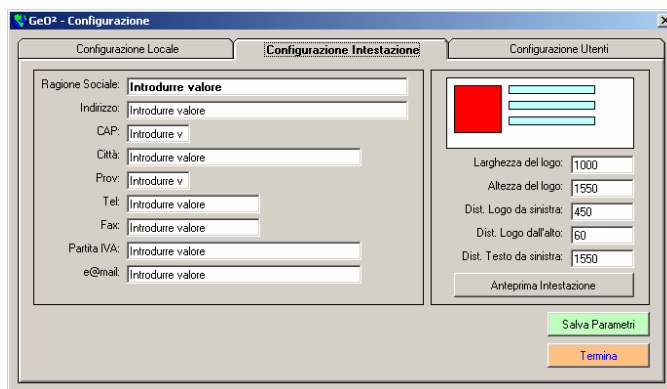 GeO² - Configurazione
Configurazione Locale
Configurazione Intestazione
Configurazione Utenti
Ragione Sociale: Introdurre valore
Indirizzo: Introdurre valore
CAP: Introdurre v
Città: Introdurre valore
Prov: Introdurre v
Tel: Introdurre valore
Fax: Introdurre valore
Partita IVA: Introdurre valore
e@mail: Introdurre valore
Larghezza del logo: 1000
Altezza del logo: 1550
Dist. Logo da sinistra: 450
Dist. Logo dall'alto: 60
Dist. Testo da sinistra: 1550
Anteprima Intestazione
Salva Parametri
Termina